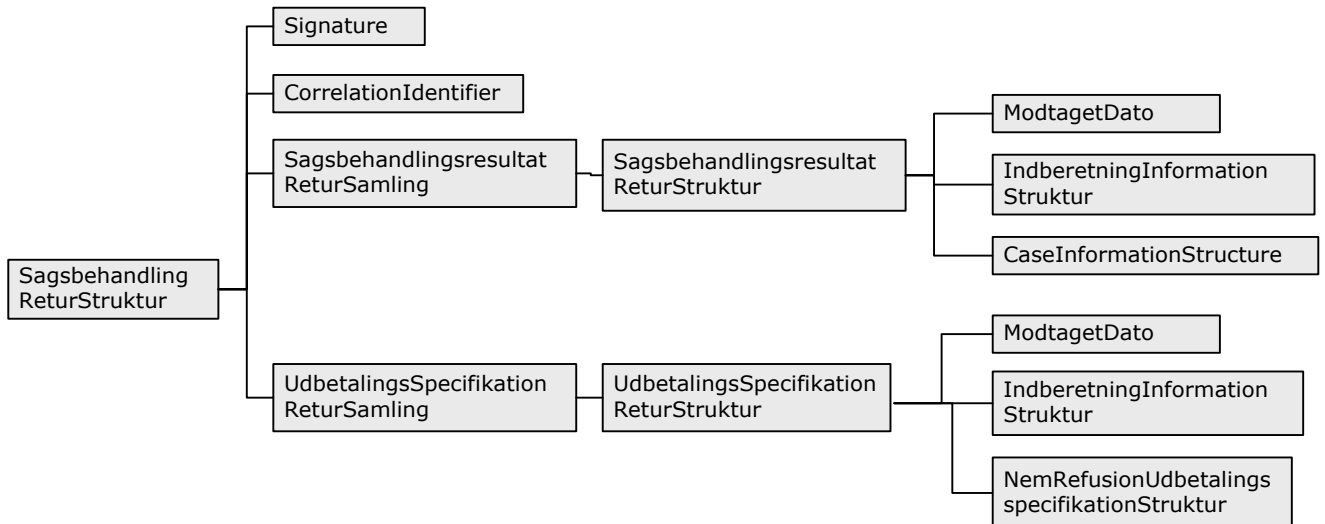 Signature
CorrelationIdentifier
Sagsbehandlingsresultat
ReturSamling
Sagsbehandlingsresultat
ReturStruktur
ModtagetDato
IndberetningInformation
Struktur
CaseInformationStructure
Sagsbehandling
ReturStruktur
UdbetalingsSpecifikation
ReturSamling
UdbetalingsSpecifikation
ReturStruktur
ModtagetDato
IndberetningInformation
Struktur
NemRefusionUdbetalings
specifikationStruktur